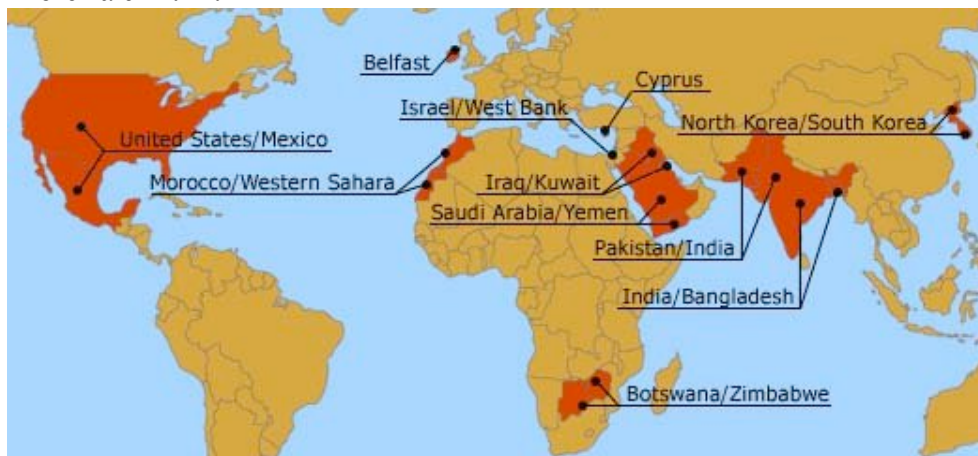 Belfast
Cyprus
Israel/West Bank
North Korea/South Korea
United States/Mexico
Morocco/Western Sahara
Iraq/Kuwait
Saudi Arabia/Yemen
Pakistan/India
India/Bangladesh
Botswana/Zimbabwe